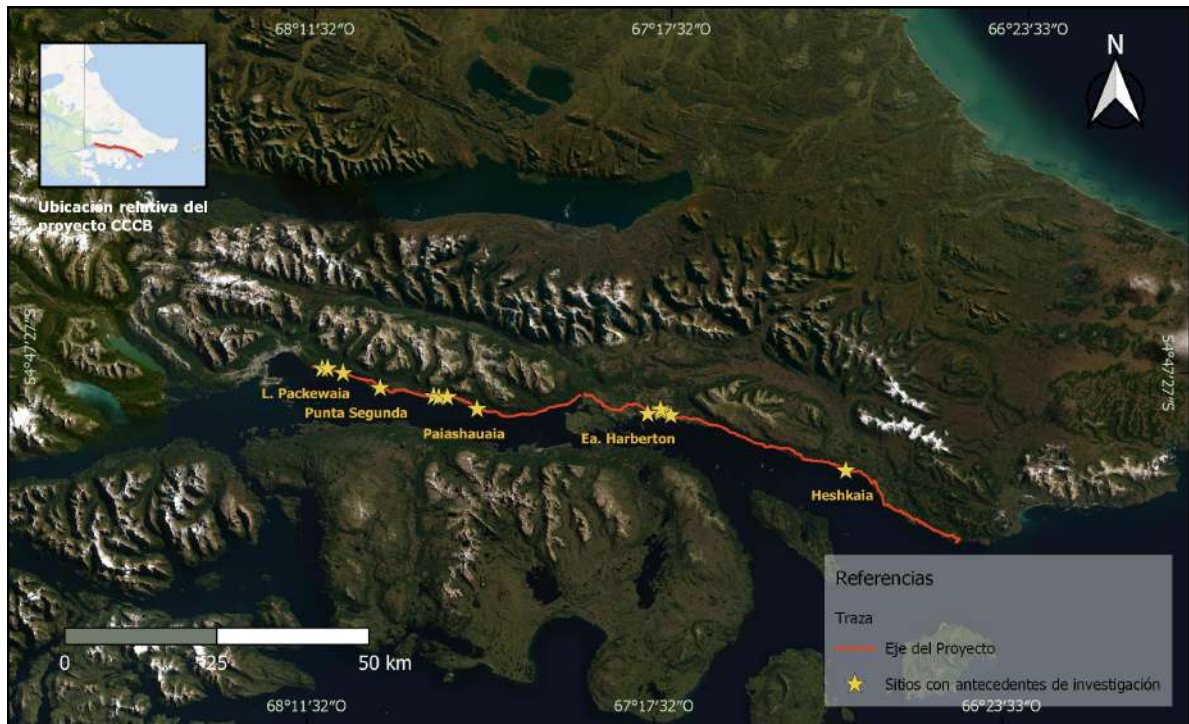 68°11'32"O
67°17'32"O
66°23'33"O
N
Ubicación relativa del
proyecto CCCB
54°47'27"S
54°47'27"S
L. Packewaia
Punta Segunda
Paiashauaia
Ea. Harberton
Heshkaia
Referencias
Traza
Eje del Proyecto
Sitios con antecedentes de investigación
0
25
50 km
68°11'32"O
67°17'32"O
66°23'33"O